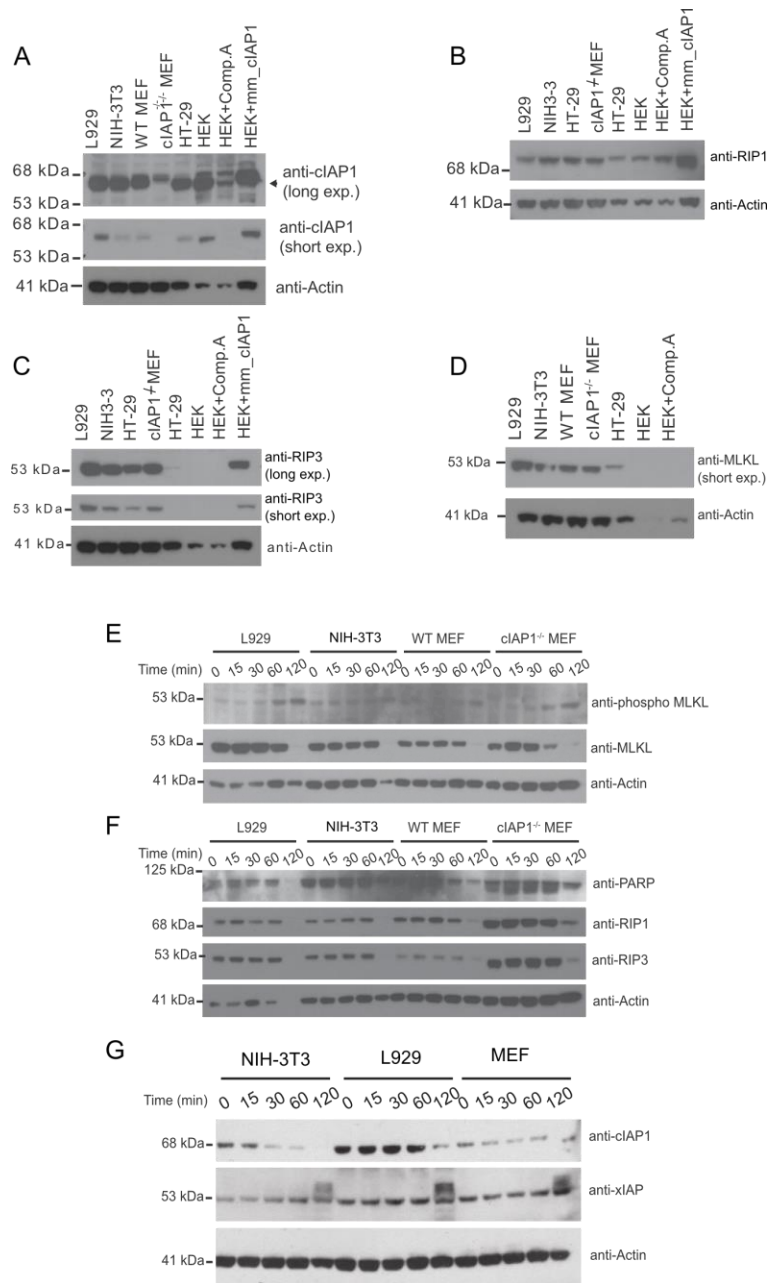 A
L929
NIH-3T3
WT MEF
cIAP1-/- MEF
HT-29
HEK
HEK+Comp.A
HEK+mm_cIAP1
68 kDa
53 kDa
anti-cIAP1
(long exp.)
68 kDa
53 kDa
anti-cIAP1
(short exp.)
41 kDa
anti-Actin
B
L929
NIH3-3
HT-29
cIAP1-/-MEF
HT-29
HEK
HEK+Comp.A
HEK+mm_cIAP1
68 kDa
anti-RIP1
41 kDa
anti-Actin
C
L929
NIH3-3
HT-29
cIAP1-/-MEF
HT-29
HEK
HEK+Comp.A
HEK+mm_cIAP1
53 kDa
anti-RIP3
(long exp.)
53 kDa
anti-RIP3
(short exp.)
41 kDa
anti-Actin
D
L929
NIH-3T3
WT MEF
cIAP1-/- MEF
HT-29
HEK
HEK+Comp.A
53 kDa
anti-MLKL
(short exp.)
41 kDa
anti-Actin
E
L929 NIH-3T3 WT MEF cIAP1-/- MEF
Time (min) 0 15 30 60 120 0 15 30 60 120 0 15 30 60 120 0 15 30 60 120
53 kDa anti-phospho MLKL
53 kDa anti-MLKL
41 kDa anti-Actin
F
L929 NIH-3T3 WT MEF cIAP1-/- MEF
Time (min) 0 15 30 60 120 0 15 30 60 120 0 15 30 60 120 0 15 30 60 120
125 kDa
anti-PARP
68 kDa anti-RIP1
53 kDa anti-RIP3
41 kDa anti-Actin
G
NIH-3T3 L929 MEF
Time (min) 0 15 30 60 120 0 15 30 60 120 0 15 30 60 120
68 kDa anti-cIAP1
53 kDa anti-xIAP
41 kDa anti-Actin